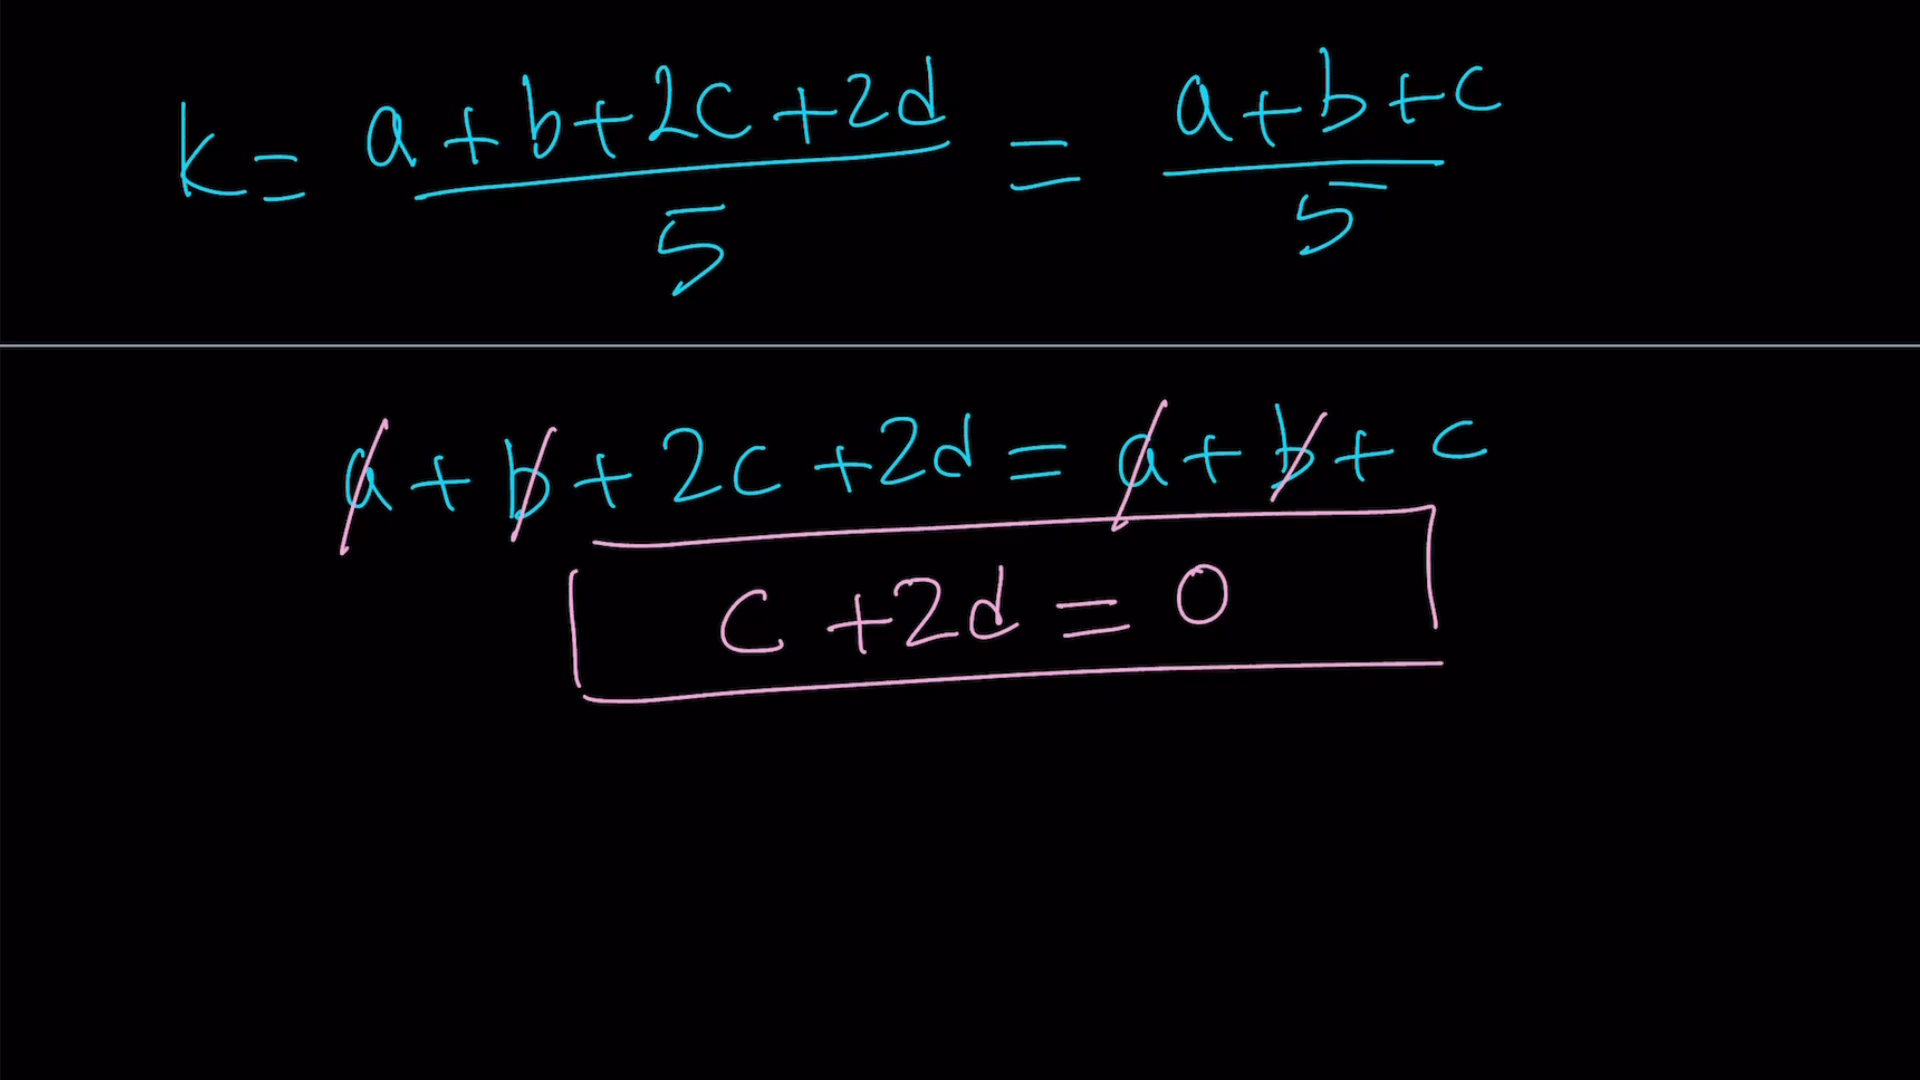 k = (a+b+2c+2d)/5 = (a+b+c)/5
a + b + 2c + 2d = a + b + c
c + 2d = 0